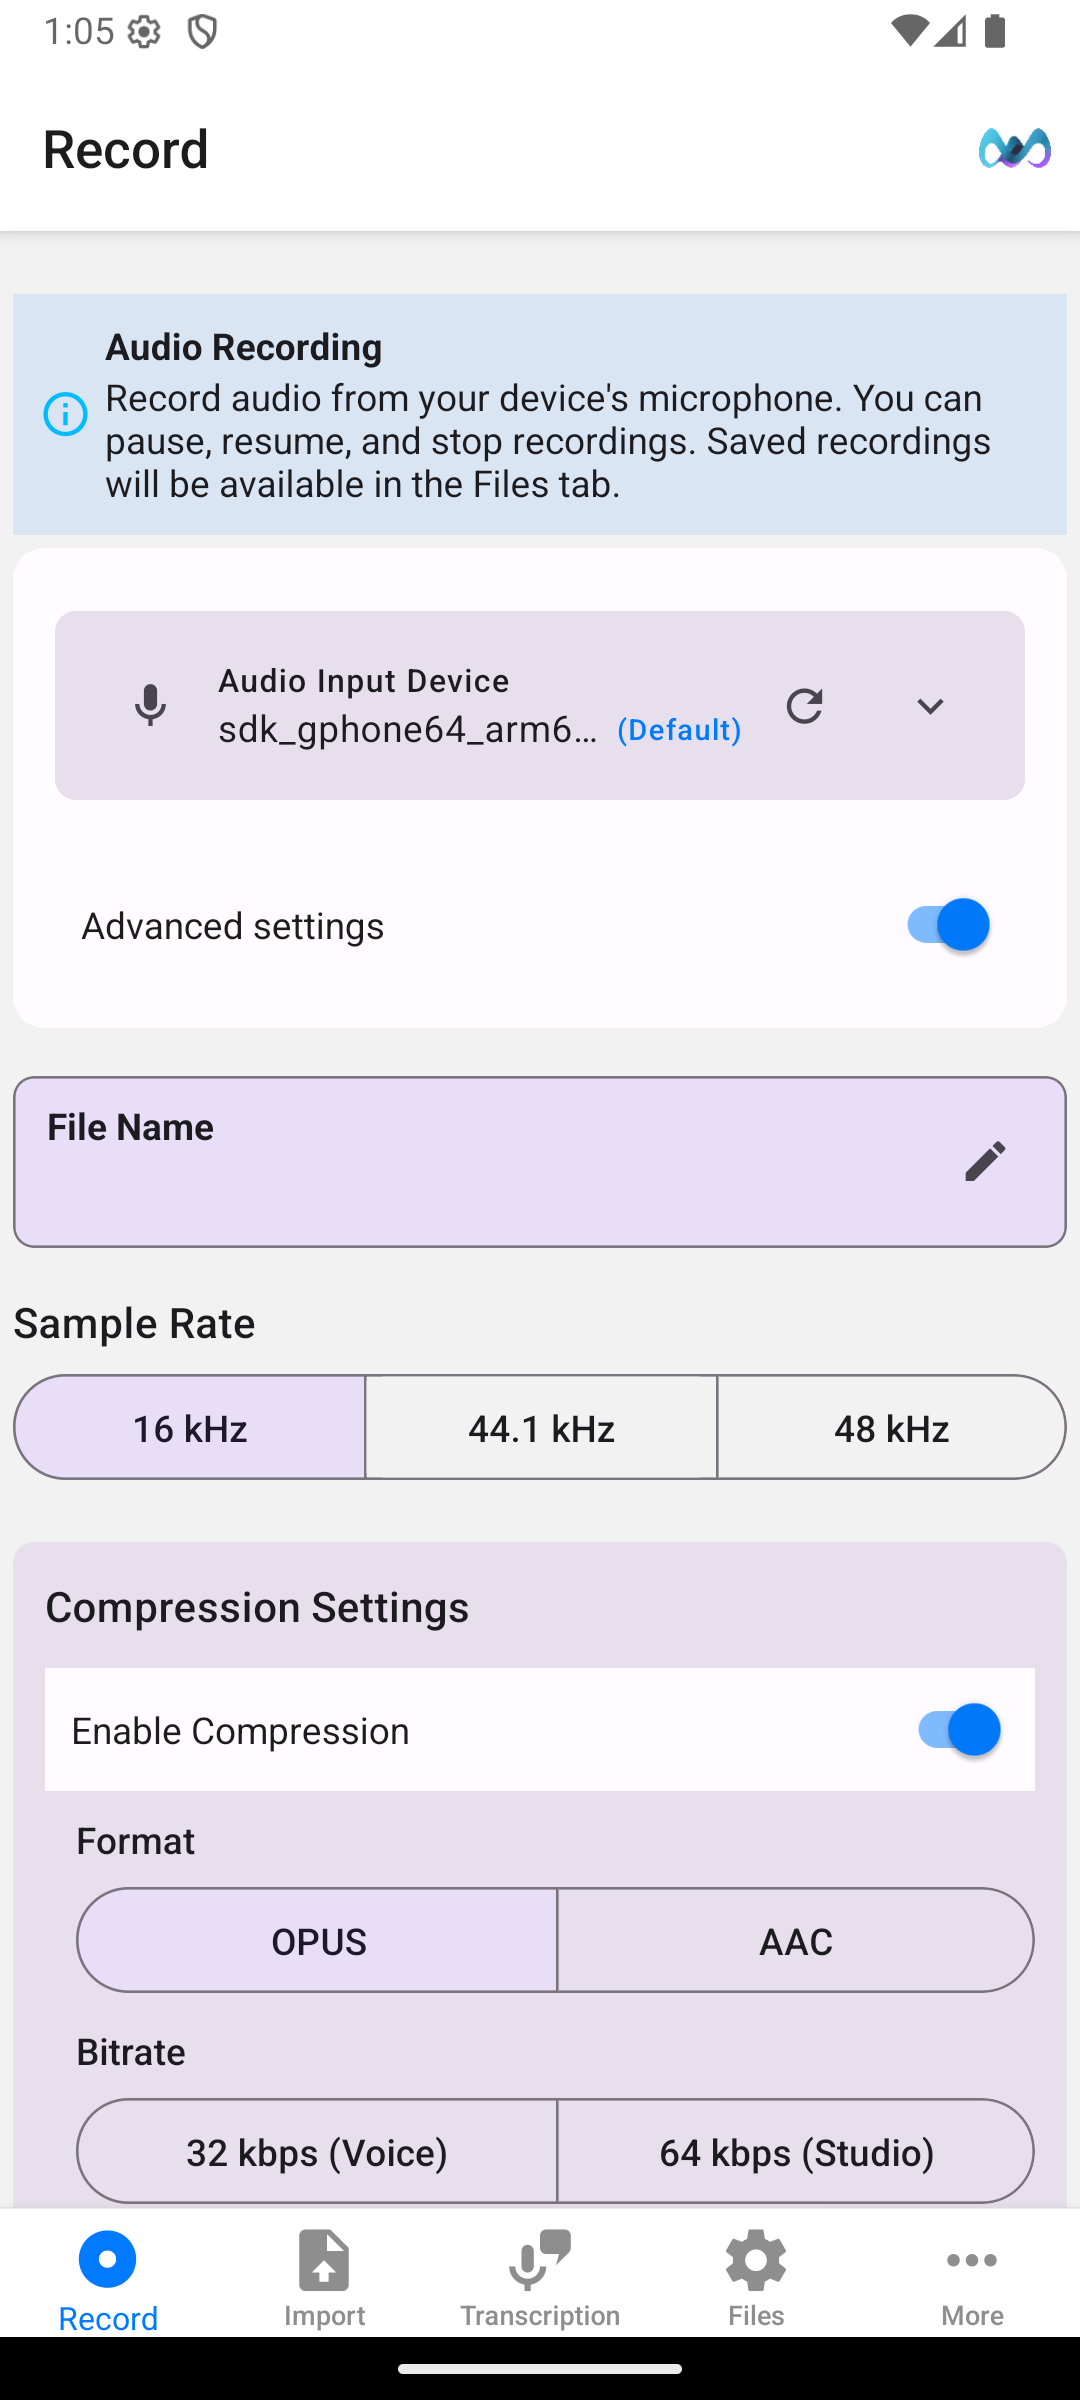 1:05
Record
Audio Recording
Record audio from your device's microphone. You can
pause, resume, and stop recordings. Saved recordings
will be available in the Files tab.
Audio Input Device
sdk_gphone64_arm6... (Default)
Advanced settings
File Name
Sample Rate
16 kHz
44.1 kHz
48 kHz
Compression Settings
Enable Compression
Format
OPUS
AAC
Bitrate
32 kbps (Voice)
64 kbps (Studio)
Record
Import
Transcription
Files
More